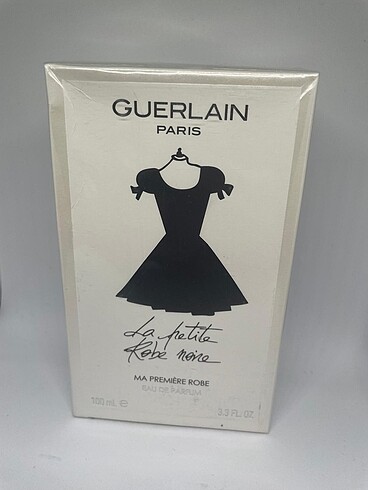 GUERLAIN
PARIS
La petite
Robe noire
MA PREMIÈRE ROBE
EAU DE PARFUM
100 mL e 3.3 FL. OZ.